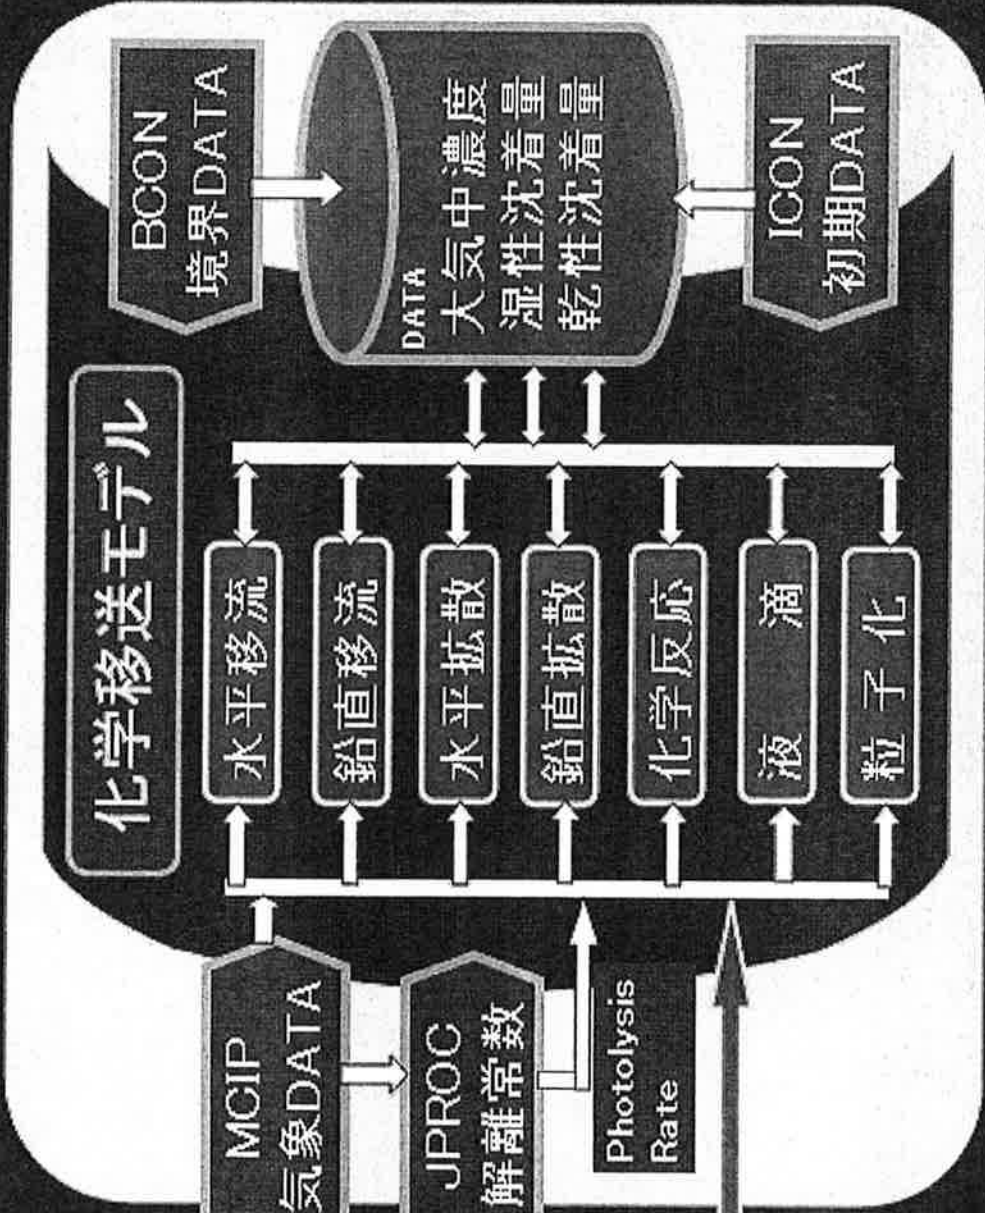 化学移送モデル
MCIP
気象DATA
JPROC
解離常数
Photolysis
Rate
水平移流
鉛直移流
水平拡散
鉛直拡散
化学反応
液 滴
粒子化
BCON
境界DATA
DATA
大気中濃度
湿性沈着量
乾性沈着量
ICON
初期DATA